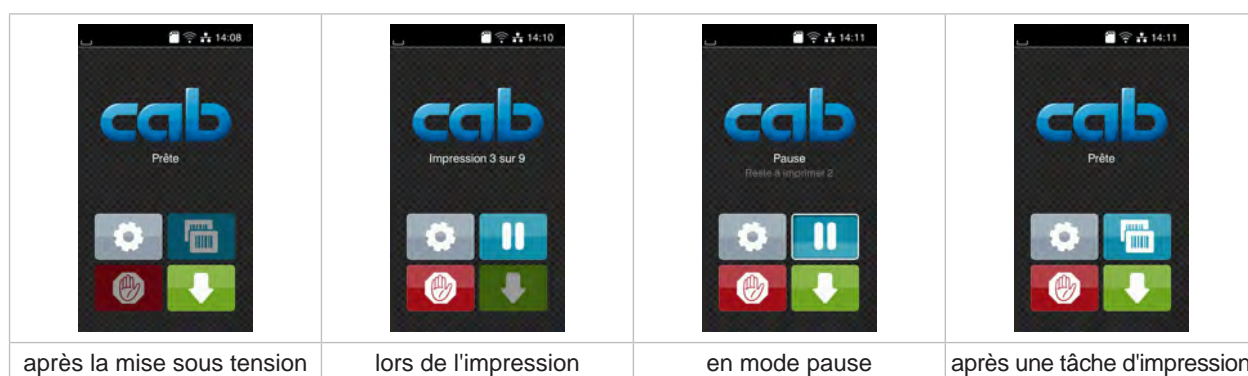 14:08
cab
Prête
14:10
cab
Impression 3 sur 9
14:11
cab
Pause
Reste à imprimer 2
14:11
cab
Prête
après la mise sous tension
lors de l'impression
en mode pause
après une tâche d'impression